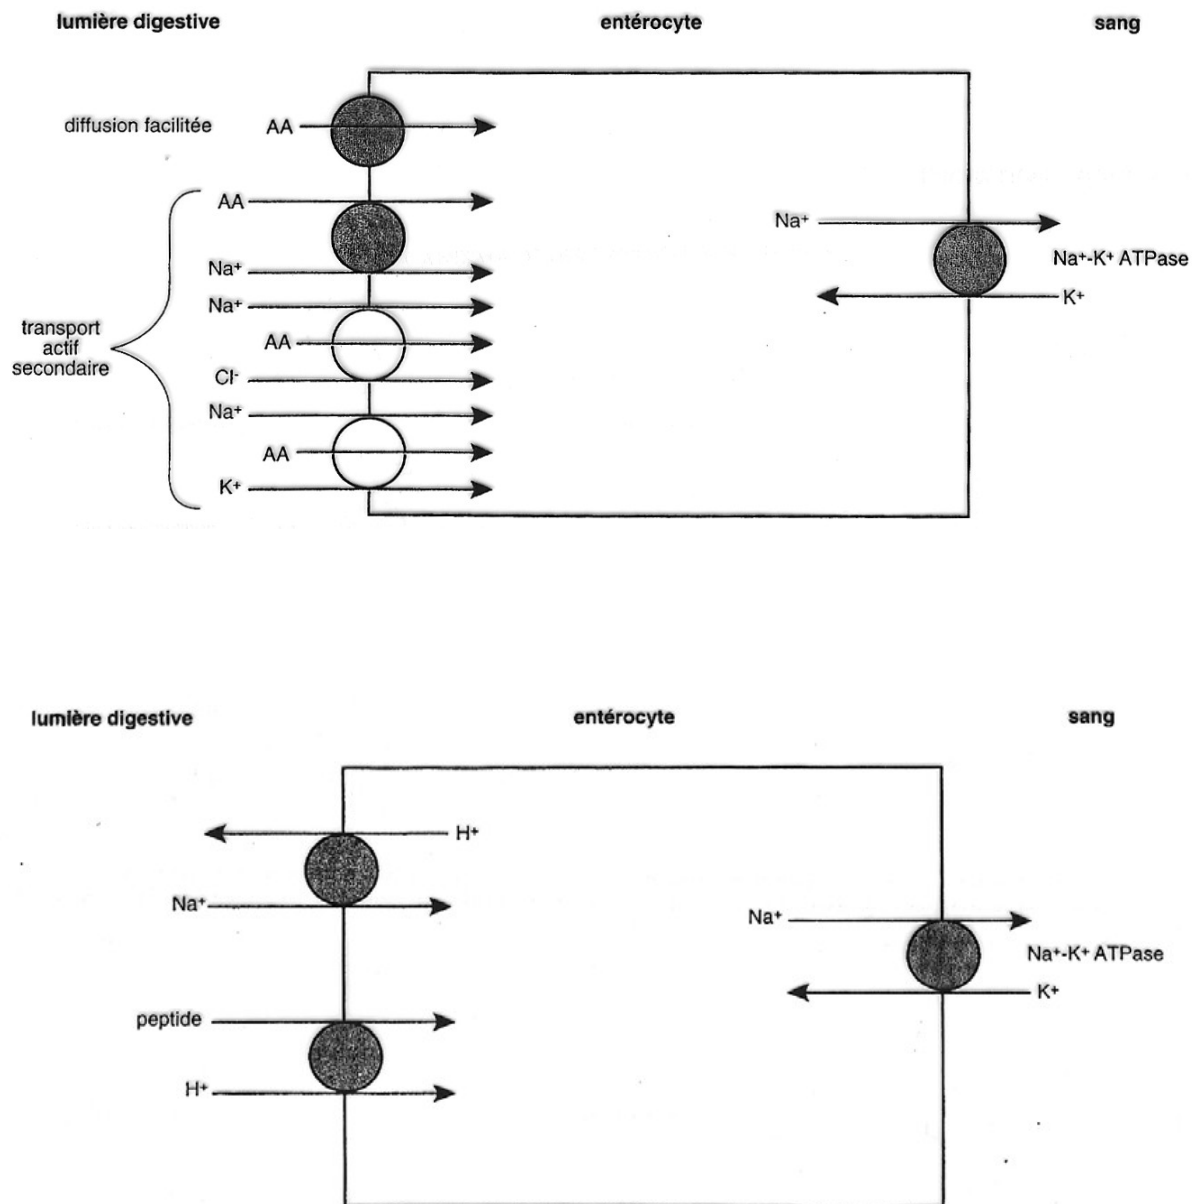 lumière digestive
entérocyte
sang
diffusion facilitée
AA
AA
Na⁺
Na⁺
AA
Cl⁻
Na⁺
AA
K⁺
transport
actif
secondaire
Na⁺
Na⁺-K⁺ ATPase
K⁺
lumière digestive
entérocyte
sang
H⁺
Na⁺
peptide
H⁺
Na⁺
Na⁺-K⁺ ATPase
K⁺